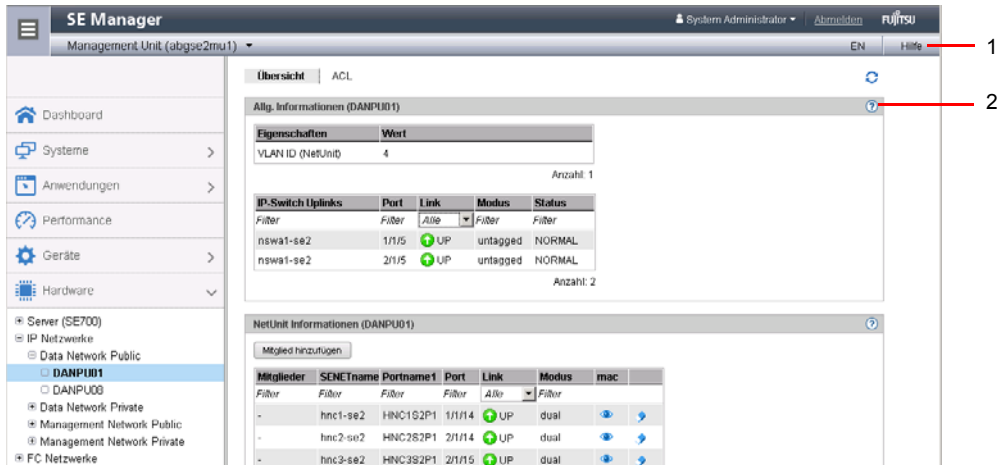 SE Manager
System Administrator
Abmelden
FUJITSU
Management Unit (abgse2mu1)
EN
Hilfe
1
Übersicht
ACL
Dashboard
Systeme
Anwendungen
Performance
Geräte
Hardware
Server (SE700)
IP Netzwerke
Data Network Public
DANPU01
DANPU08
Data Network Private
Management Network Public
Management Network Private
FC Netzwerke
Allg. Informationen (DANPU01)
2
Eigenschaften Wert
VLAN ID (NetUnit) 4
Anzahl: 1
IP-Switch Uplinks Port Link Modus Status
Filter Filter Alle Filter Filter
nswa1-se2 1/1/5 UP untagged NORMAL
nswa1-se2 2/1/5 UP untagged NORMAL
Anzahl: 2
NetUnit Informationen (DANPU01)
Mitglied hinzufügen
Mitglieder SENETname Portname1 Port Link Modus mac
Filter Filter Filter Filter Alle Filter
- hnc1-se2 HNC1S2P1 1/1/14 UP dual
- hnc2-se2 HNC2S2P1 2/1/14 UP dual
- hnc3-se2 HNC3S2P1 2/1/15 UP dual